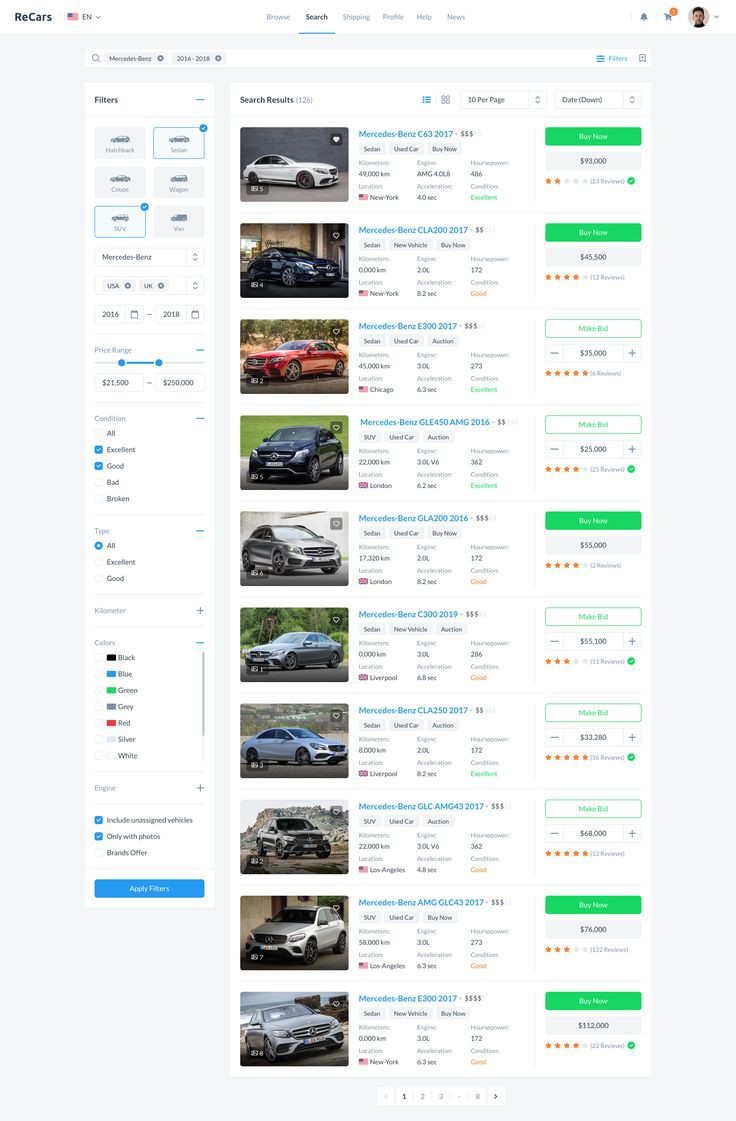 ReCars EN Browse Search Shipping Profile Help News 1
Mercedes-Benz 2016 - 2018 Filters
Filters
Hatchback Sedan
Coupe Wagon
SUV Van
Mercedes-Benz
USA UK
2016 — 2018
Price Range
$21,500 — $250,000
Condition
All
Excellent
Good
Bad
Broken
Type
All
Excellent
Good
Kilometer
Colors
Black
Blue
Green
Grey
Red
Silver
White
Engine
Include unassigned vehicles
Only with photos
Brands Offer
Apply Filters
Search Results (126) 10 Per Page Date (Down)
Mercedes-Benz C63 2017 · $$$$$
Sedan Used Car Buy Now
Kilometers: Engine: Hoursepower:
49,000 km AMG 4.0L8 486
Location: Acceleration: Condition:
New-York 4.0 sec Excellent
5
Buy Now
$93,000
(23 Reviews)
Mercedes-Benz CLA200 2017 · $$$$$
Sedan New Vehicle Buy Now
Kilometers: Engine: Hoursepower:
0,000 km 2.0L 172
Location: Acceleration: Condition:
New-York 8.2 sec Good
4
Buy Now
$45,500
(12 Reviews)
Mercedes-Benz E300 2017 · $$$$$
Sedan Used Car Auction
Kilometers: Engine: Hoursepower:
45,000 km 3.0L 273
Location: Acceleration: Condition:
Chicago 6.3 sec Excellent
2
Make Bid
— $35,000 +
(6 Reviews)
Mercedes-Benz GLE450 AMG 2016 · $$$$$
SUV Used Car Auction
Kilometers: Engine: Hoursepower:
22,000 km 3.0L V6 362
Location: Acceleration: Condition:
London 6.2 sec Excellent
5
Make Bid
— $25,000 +
(25 Reviews)
Mercedes-Benz GLA200 2016 · $$$$$
Sedan Used Car Buy Now
Kilometers: Engine: Hoursepower:
17,320 km 2.0L 172
Location: Acceleration: Condition:
London 8.2 sec Good
6
Buy Now
$55,000
(2 Reviews)
Mercedes-Benz C300 2019 · $$$$$
Sedan New Vehicle Auction
Kilometers: Engine: Hoursepower:
0,000 km 3.0L 286
Location: Acceleration: Condition:
Liverpool 6.8 sec Good
1
Make Bid
— $55,100 +
(11 Reviews)
Mercedes-Benz CLA250 2017 · $$$$$
Sedan Used Car Auction
Kilometers: Engine: Hoursepower:
8,000 km 2.0L 172
Location: Acceleration: Condition:
Liverpool 8.2 sec Excellent
3
Make Bid
— $33,280 +
(56 Reviews)
Mercedes-Benz GLC AMG43 2017 · $$$$$
SUV Used Car Auction
Kilometers: Engine: Hoursepower:
22,000 km 3.0L V6 362
Location: Acceleration: Condition:
Los-Angeles 4.8 sec Good
2
Make Bid
— $68,000 +
(12 Reviews)
Mercedes-Benz AMG GLC43 2017 · $$$$$
SUV Used Car Buy Now
Kilometers: Engine: Hoursepower:
58,000 km 3.0L 273
Location: Acceleration: Condition:
Los-Angeles 6.3 sec Good
7
Buy Now
$76,000
(122 Reviews)
Mercedes-Benz E300 2017 · $$$$
Sedan New Vehicle Buy Now
Kilometers: Engine: Hoursepower:
0,000 km 3.0L 172
Location: Acceleration: Condition:
New-York 6.3 sec Good
8
Buy Now
$112,000
(22 Reviews)
1 2 3 - 8